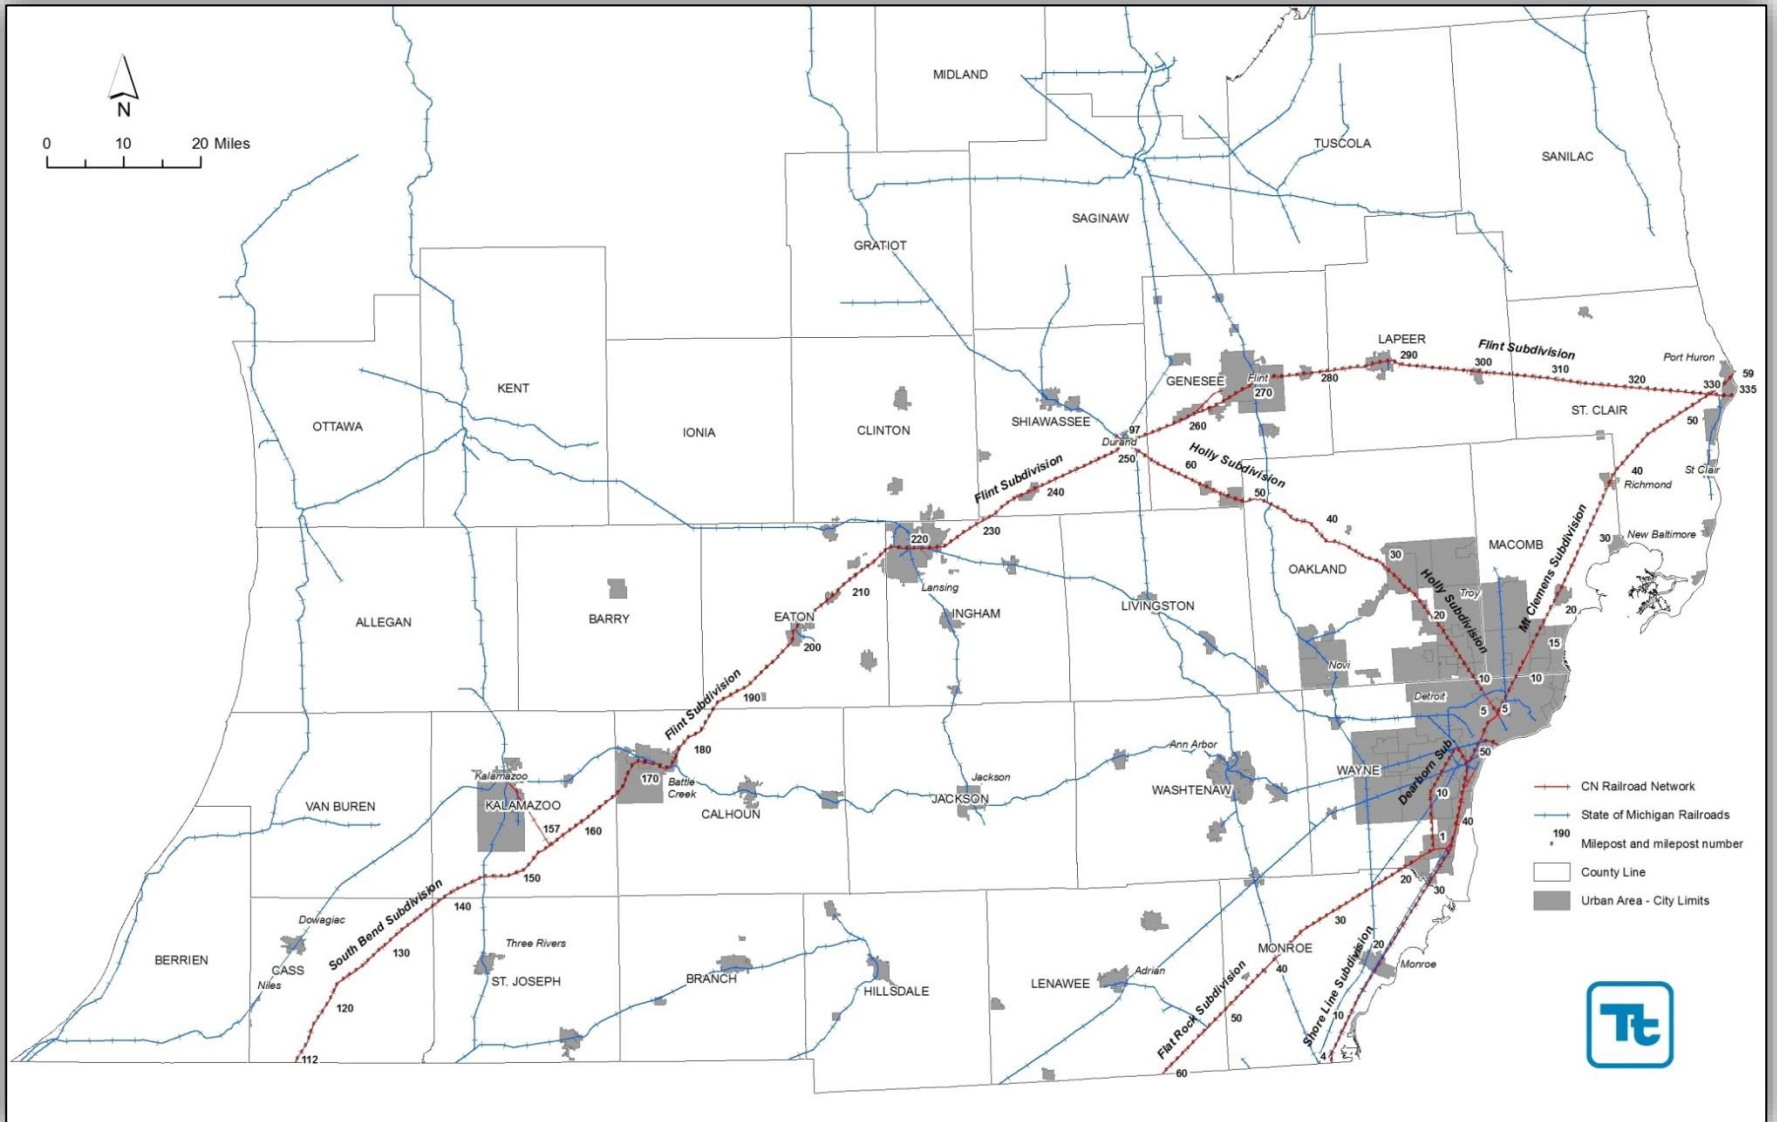 MIDLAND
N
0 10 20 Miles
TUSCOLA
SANILAC
SAGINAW
GRATIOT
LAPEER
Flint Subdivision
290
300
310
320
330
Port Huron
59
335
GENESEE
Flint
270
280
KENT
OTTAWA
IONIA
CLINTON
SHIAWASSEE
97
Durand
250
260
ST. CLAIR
50
Holly Subdivision
60
50
40
St Clair
40
Richmond
Flint Subdivision
240
230
220
Lansing
30
New Baltimore
MACOMB
Mt Clemens Subdivision
30
Holly Subdivision
Troy
20
20
15
OAKLAND
LIVINGSTON
INGHAM
210
EATON
200
BARRY
ALLEGAN
Novi
10
10
Detroit
5
5
Flint Subdivision
190
180
170
Battle
Creek
Kalamazoo
KALAMAZOO
VAN BUREN
157
160
CALHOUN
Jackson
JACKSON
Ann Arbor
WASHTENAW
WAYNE
Dearborn Sub.
50
10
40
1
20
30
CN Railroad Network
State of Michigan Railroads
190
Milepost and milepost number
County Line
Urban Area - City Limits
150
140
South Bend Subdivision
130
120
112
Dowagiac
CASS
Niles
BERRIEN
Three Rivers
ST. JOSEPH
BRANCH
HILLSDALE
LENAWEE
Adrian
MONROE
30
40
50
60
Flat Rock Subdivision
Shore Line Subdivision
20
Monroe
10
4
Tt